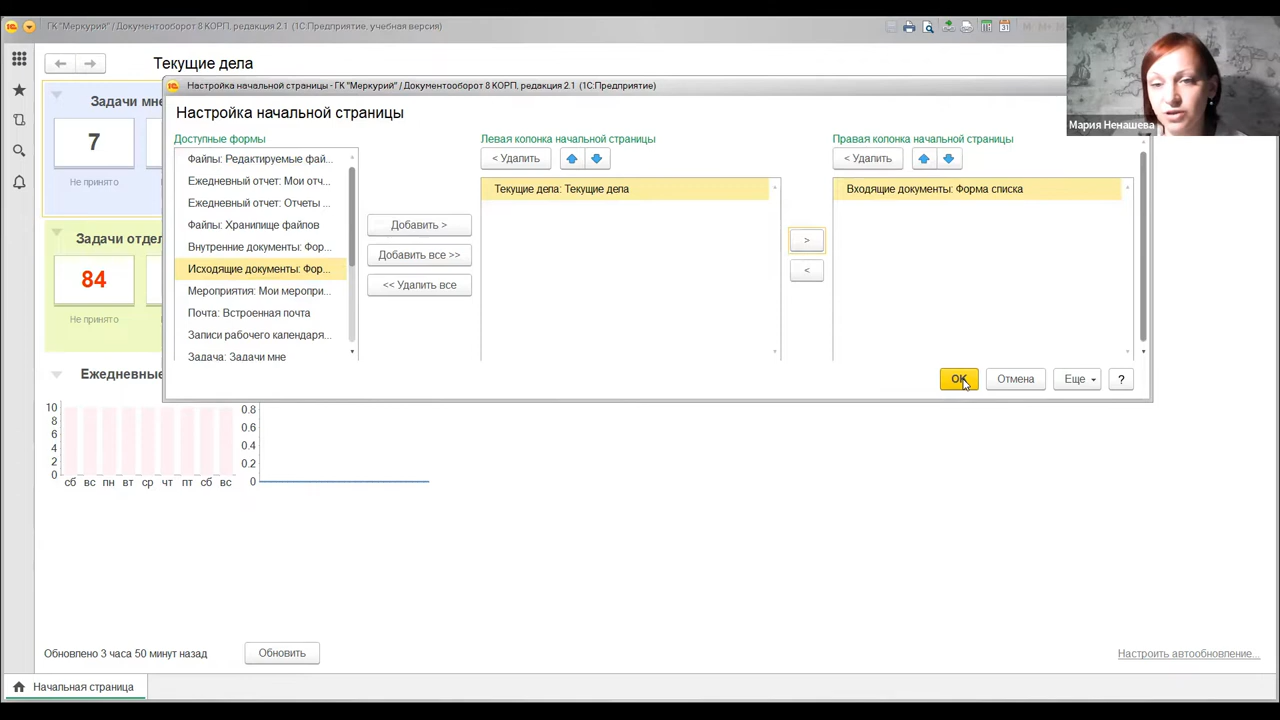 ГК "Меркурий" / Документооборот 8 КОРП, редакция 2.1 (1С:Предприятие, учебная версия)
Текущие дела
Задачи мне
7
Не принято
Задачи отдел
84
Не принято
Ежедневные
10
8
6
4
2
0
сб вс пн вт ср чт пт сб вс
0.8
0.6
0.4
0.2
0
Настройка начальной страницы - ГК "Меркурий" / Документооборот 8 КОРП, редакция 2.1 (1С:Предприятие)
Настройка начальной страницы
Доступные формы
Файлы: Редактируемые фай...
Ежедневный отчет: Мои отч...
Ежедневный отчет: Отчеты ...
Файлы: Хранилище файлов
Внутренние документы: Фор...
Исходящие документы: Фор...
Мероприятия: Мои меропри...
Почта: Встроенная почта
Записи рабочего календаря...
Задача: Задачи мне
Добавить >
Добавить все >>
<< Удалить все
Левая колонка начальной страницы
< Удалить
Текущие дела: Текущие дела
>
<
Правая колонка начальной страницы
< Удалить
Входящие документы: Форма списка
OK
Отмена
Еще
?
Мария Ненашева
Обновлено 3 часа 50 минут назад
Обновить
Настроить автообновление...
Начальная страница